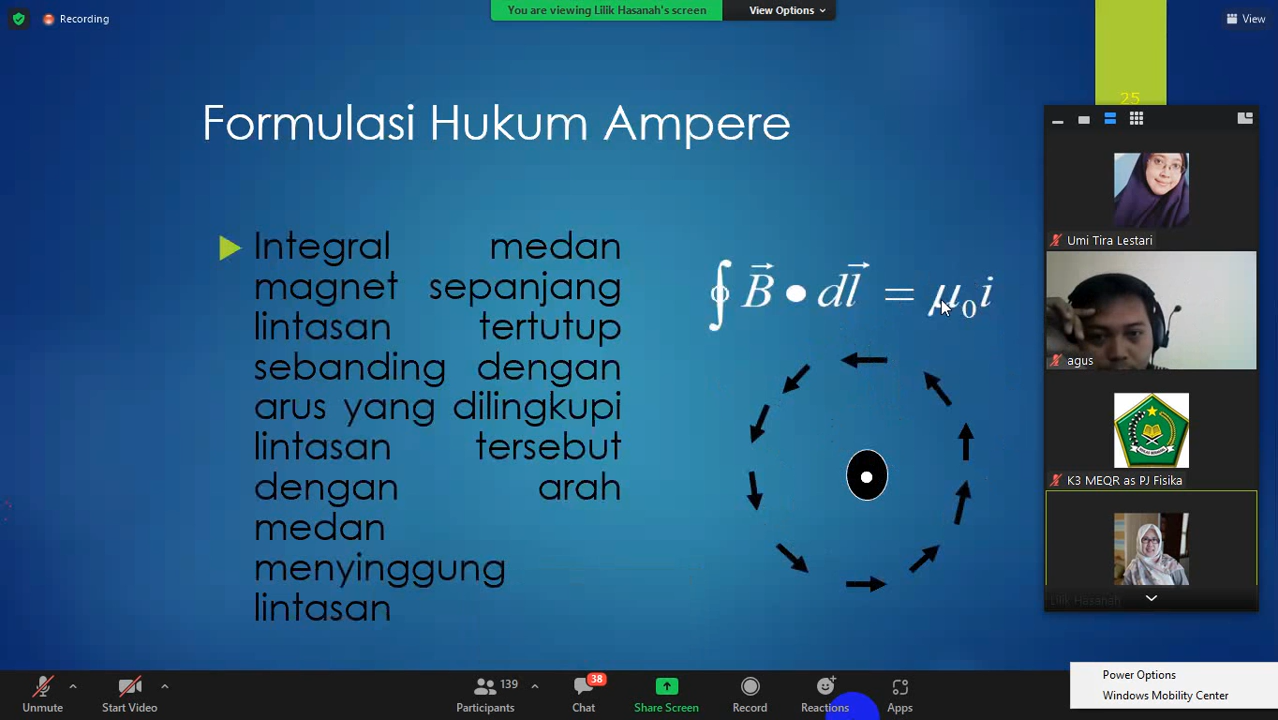 Recording
You are viewing Lilik Hasanah's screen
View Options
View
25
Formulasi Hukum Ampere
Integral medan
magnet sepanjang
lintasan tertutup
sebanding dengan
arus yang dilingkupi
lintasan tersebut
dengan arah
medan
menyinggung
lintasan
∮ B⃗ • dl⃗ = μ₀i
Umi Tira Lestari
agus
K3 MEQR as PJ Fisika
Lilik Hasanah
Power Options
Windows Mobility Center
Unmute
Start Video
139
Participants
38
Chat
Share Screen
Record
Reactions
Apps